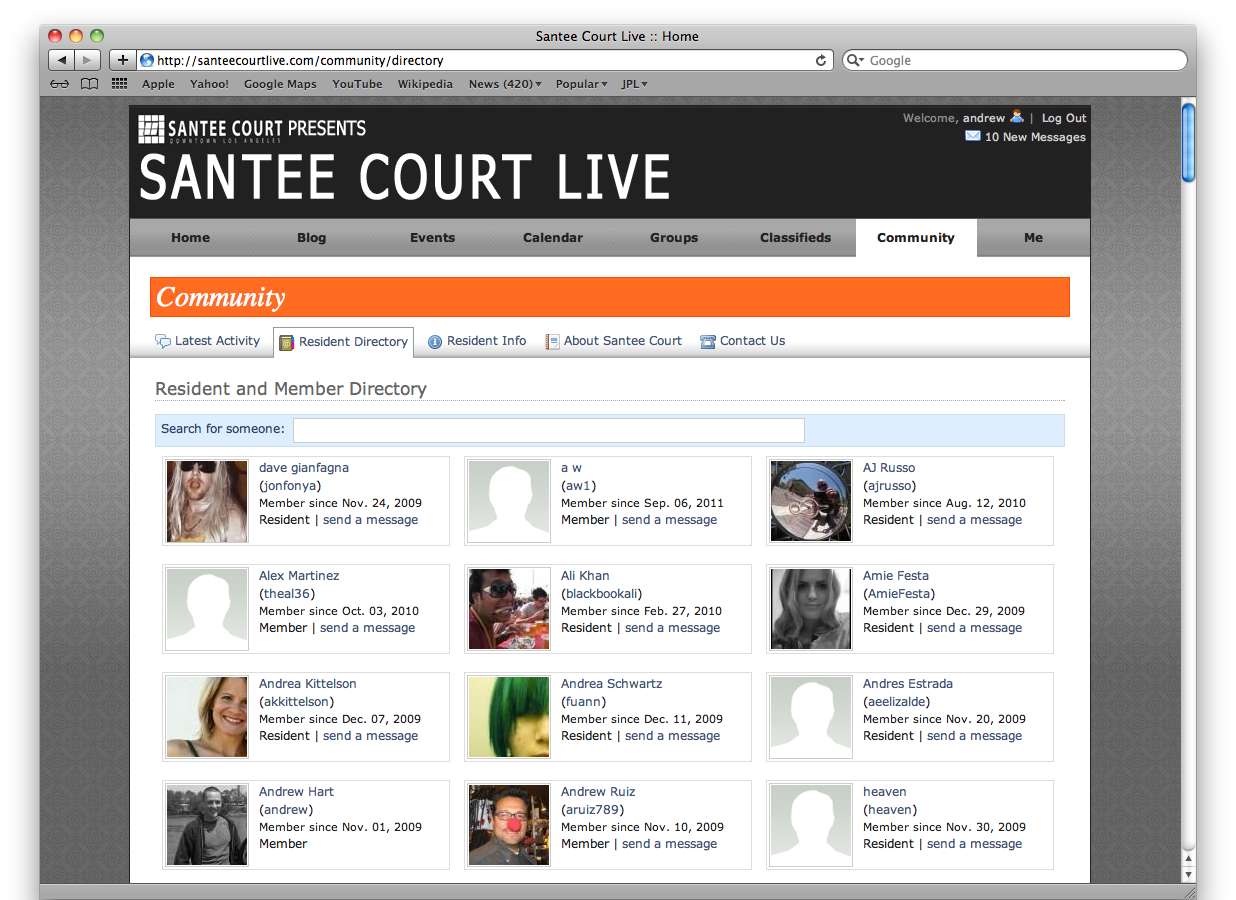 Santee Court Live :: Home
http://santeecourtlive.com/community/directory
Google
Apple Yahoo! Google Maps YouTube Wikipedia News (420) Popular JPL
SANTEE COURT PRESENTS
DOWNTOWN LOS ANGELES
SANTEE COURT LIVE
Welcome, andrew | Log Out
10 New Messages
Home Blog Events Calendar Groups Classifieds Community Me
Community
Latest Activity Resident Directory Resident Info About Santee Court Contact Us
Resident and Member Directory
Search for someone:
dave gianfagna
(jonfonya)
Member since Nov. 24, 2009
Resident | send a message
a w
(aw1)
Member since Sep. 06, 2011
Member | send a message
AJ Russo
(ajrusso)
Member since Aug. 12, 2010
Resident | send a message
Alex Martinez
(theal36)
Member since Oct. 03, 2010
Member | send a message
Ali Khan
(blackbookali)
Member since Feb. 27, 2010
Resident | send a message
Amie Festa
(AmieFesta)
Member since Dec. 29, 2009
Resident | send a message
Andrea Kittelson
(akkittelson)
Member since Dec. 07, 2009
Resident | send a message
Andrea Schwartz
(fuann)
Member since Dec. 11, 2009
Resident | send a message
Andres Estrada
(aeelizalde)
Member since Nov. 20, 2009
Resident | send a message
Andrew Hart
(andrew)
Member since Nov. 01, 2009
Member
Andrew Ruiz
(aruiz789)
Member since Nov. 10, 2009
Member | send a message
heaven
(heaven)
Member since Nov. 30, 2009
Resident | send a message